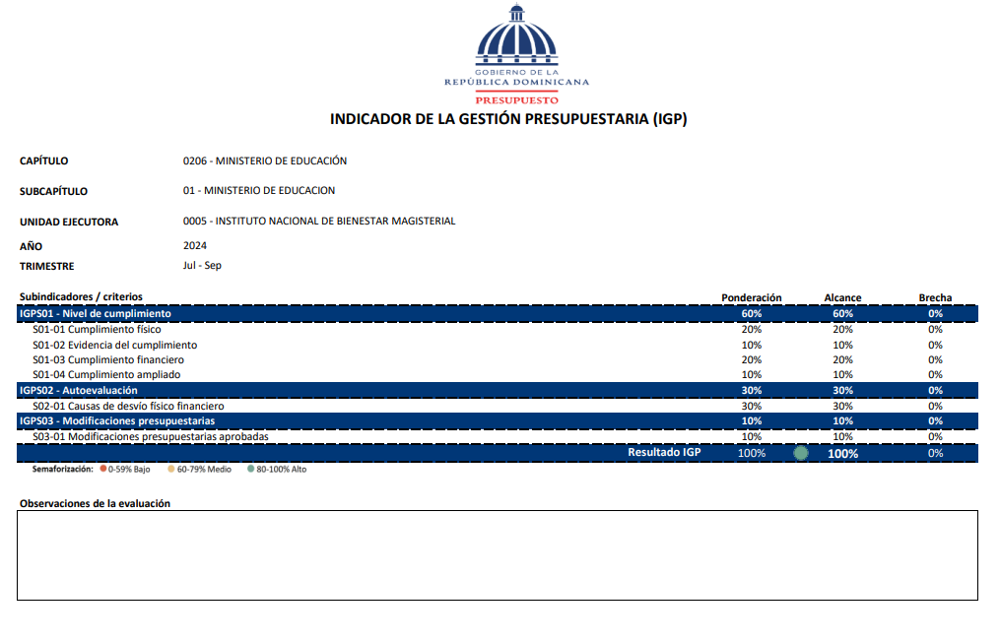 GOBIERNO DE LA
REPÚBLICA DOMINICANA
PRESUPUESTO
INDICADOR DE LA GESTIÓN PRESUPUESTARIA (IGP)
CAPÍTULO 0206 - MINISTERIO DE EDUCACIÓN
SUBCAPÍTULO 01 - MINISTERIO DE EDUCACION
UNIDAD EJECUTORA 0005 - INSTITUTO NACIONAL DE BIENESTAR MAGISTERIAL
AÑO 2024
TRIMESTRE Jul - Sep
Subindicadores / criterios Ponderación Alcance Brecha
IGPS01 - Nivel de cumplimiento 60% 60% 0%
S01-01 Cumplimiento físico 20% 20% 0%
S01-02 Evidencia del cumplimiento 10% 10% 0%
S01-03 Cumplimiento financiero 20% 20% 0%
S01-04 Cumplimiento ampliado 10% 10% 0%
IGPS02 - Autoevaluación 30% 30% 0%
S02-01 Causas de desvío físico financiero 30% 30% 0%
IGPS03 - Modificaciones presupuestarias 10% 10% 0%
S03-01 Modificaciones presupuestarias aprobadas 10% 10% 0%
Resultado IGP 100% 100% 0%
Semaforización: 0-59% Bajo 60-79% Medio 80-100% Alto
Observaciones de la evaluación